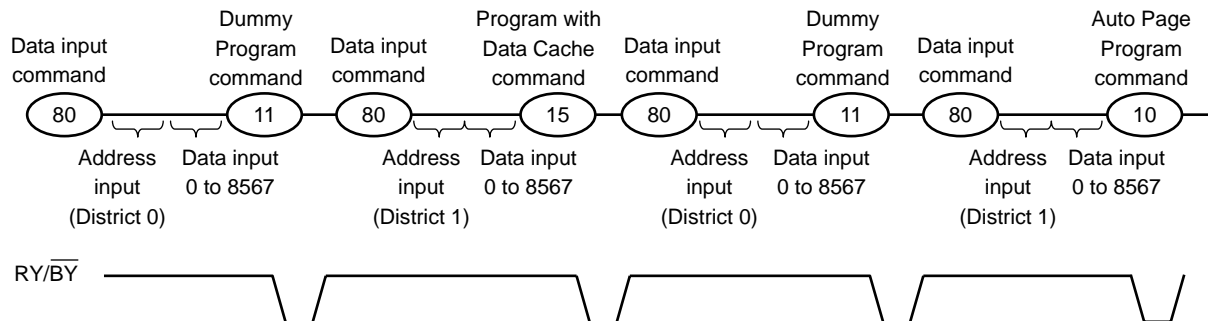 Data input
command
Dummy
Program
command
Data input
command
Program with
Data Cache
command
Data input
command
Dummy
Program
command
Data input
command
Auto Page
Program
command
80
11
80
15
80
11
80
10
Address
input
(District 0)
Data input
0 to 8567
Address
input
(District 1)
Data input
0 to 8567
Address
input
(District 0)
Data input
0 to 8567
Address
input
(District 1)
Data input
0 to 8567
RY/BY